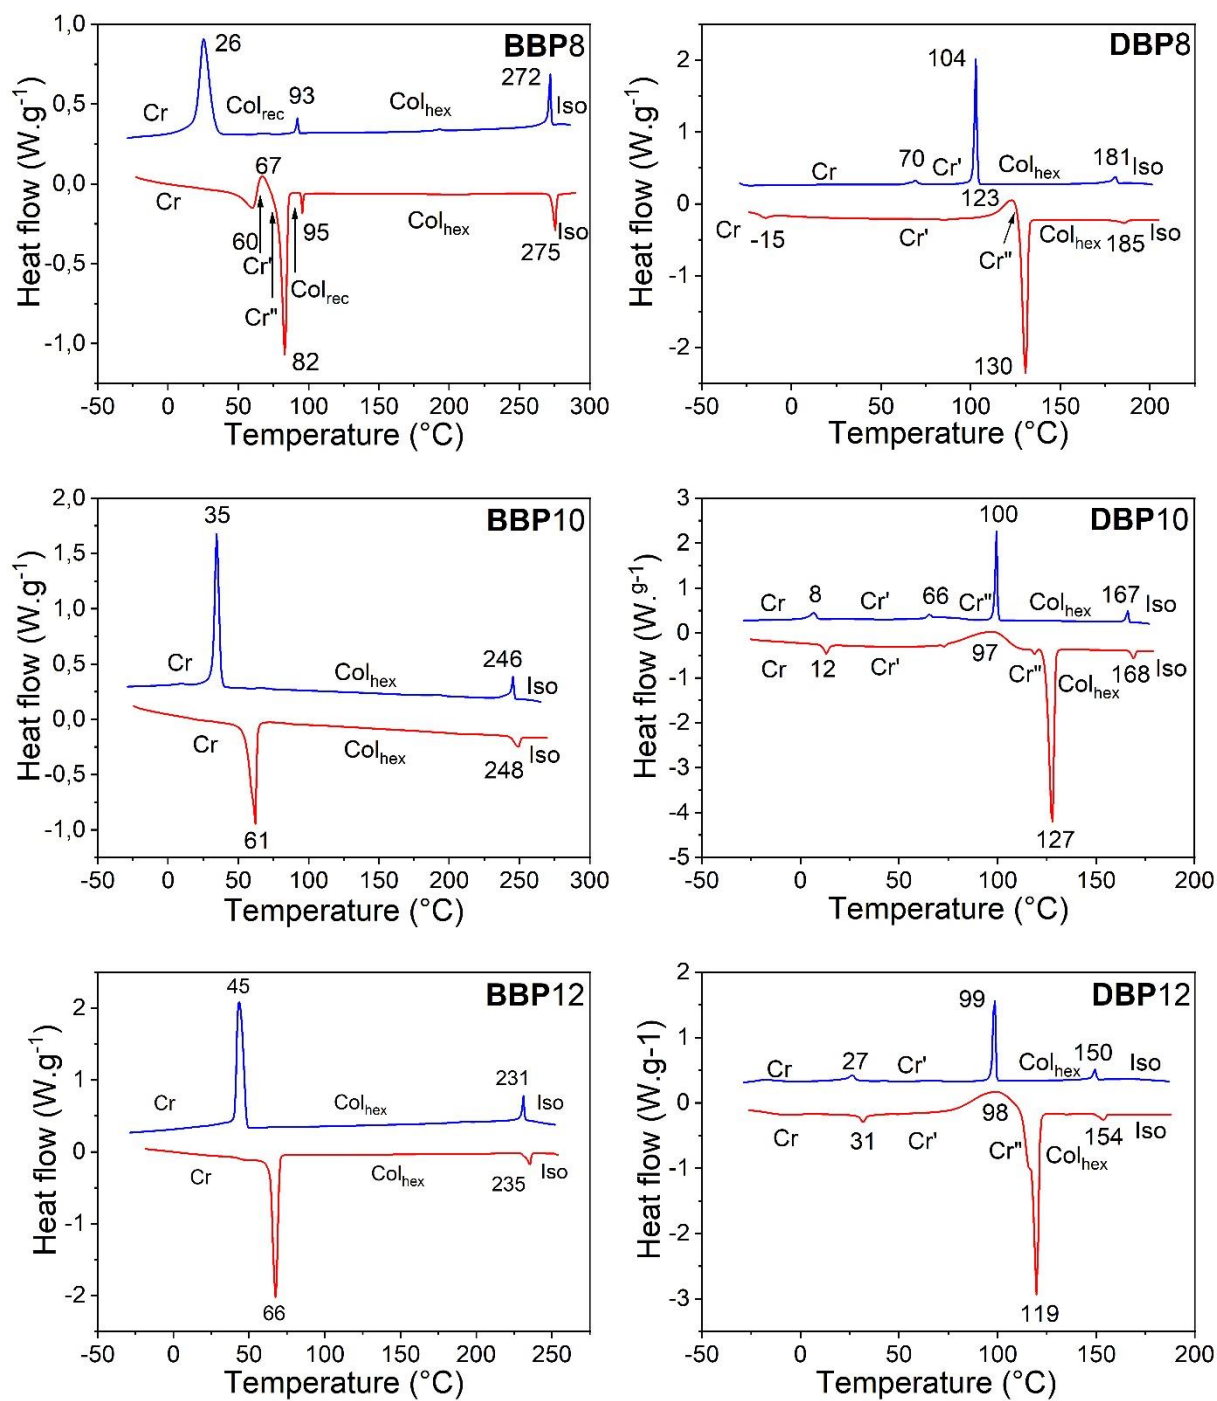 BBP8
1,0
0,5
0,0
-0,5
-1,0
Heat flow (W.g-1)
26
Cr
Colrec
93
Colhex
272
Iso
67
Cr
60
Cr'
Cr"
82
95
Colrec
Colhex
275
Iso
-50 0 50 100 150 200 250 300
Temperature (°C)
DBP8
2
1
0
-1
-2
Heat flow (W.g-1)
104
Cr
70
Cr'
Colhex
181
Iso
123
Cr
-15
Cr'
Cr"
130
Colhex
185
Iso
-50 0 50 100 150 200
Temperature (°C)
BBP10
2,0
1,5
1,0
0,5
0,0
-0,5
-1,0
Heat flow (W.g-1)
35
Cr
Colhex
246
Iso
Cr
61
Colhex
248
Iso
-50 0 50 100 150 200 250 300
Temperature (°C)
DBP10
3
2
1
0
-1
-2
-3
-4
-5
Heat flow (W.g-1)
100
Cr
8
Cr'
66
Cr"
Colhex
167
Iso
Cr
12
Cr'
97
Cr"
127
Colhex
168
Iso
-50 0 50 100 150 200
Temperature (°C)
BBP12
2
1
0
-1
-2
Heat flow (W.g-1)
45
Cr
Colhex
231
Iso
Cr
66
Colhex
235
Iso
-50 0 50 100 150 200 250
Temperature (°C)
DBP12
2
1
0
-1
-2
-3
Heat flow (W.g-1)
99
Cr
27
Cr'
Colhex
150
Iso
Cr
31
Cr'
98
Cr"
119
Colhex
154
Iso
-50 0 50 100 150 200
Temperature (°C)